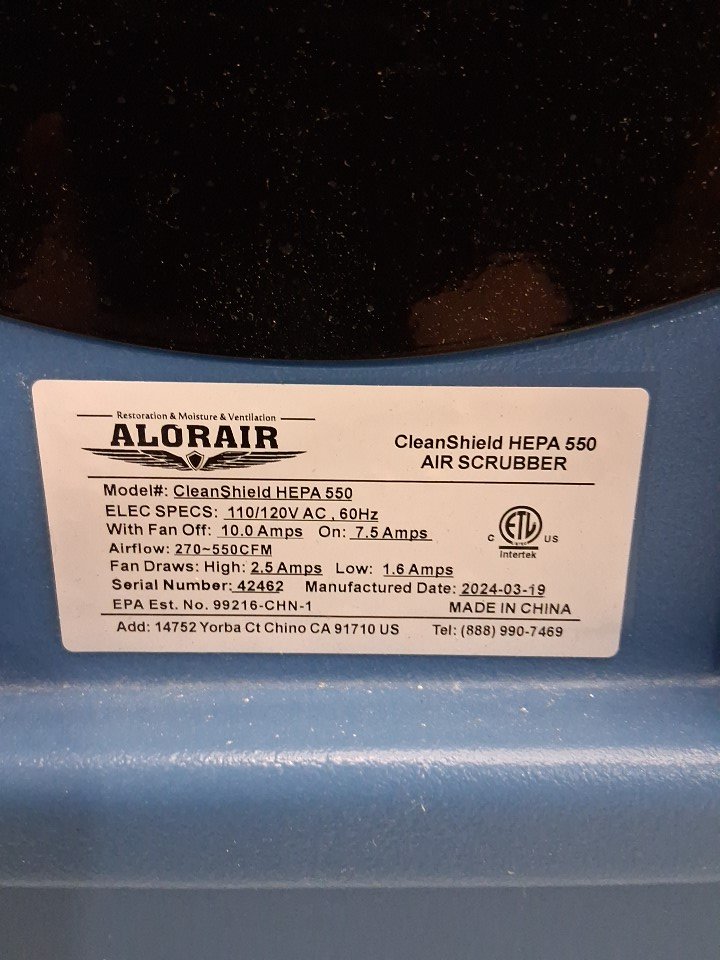 Restoration & Moisture & Ventilation
ALORAIR
CleanShield HEPA 550
AIR SCRUBBER
Model#: CleanShield HEPA 550
ELEC SPECS: 110/120V AC , 60Hz
With Fan Off: 10.0 Amps On: 7.5 Amps
Airflow: 270~550CFM
Fan Draws: High: 2.5 Amps Low: 1.6 Amps
Serial Number: 42462 Manufactured Date: 2024-03-19
EPA Est. No. 99216-CHN-1 MADE IN CHINA
Add: 14752 Yorba Ct Chino CA 91710 US Tel: (888) 990-7469
C ETL US
Intertek